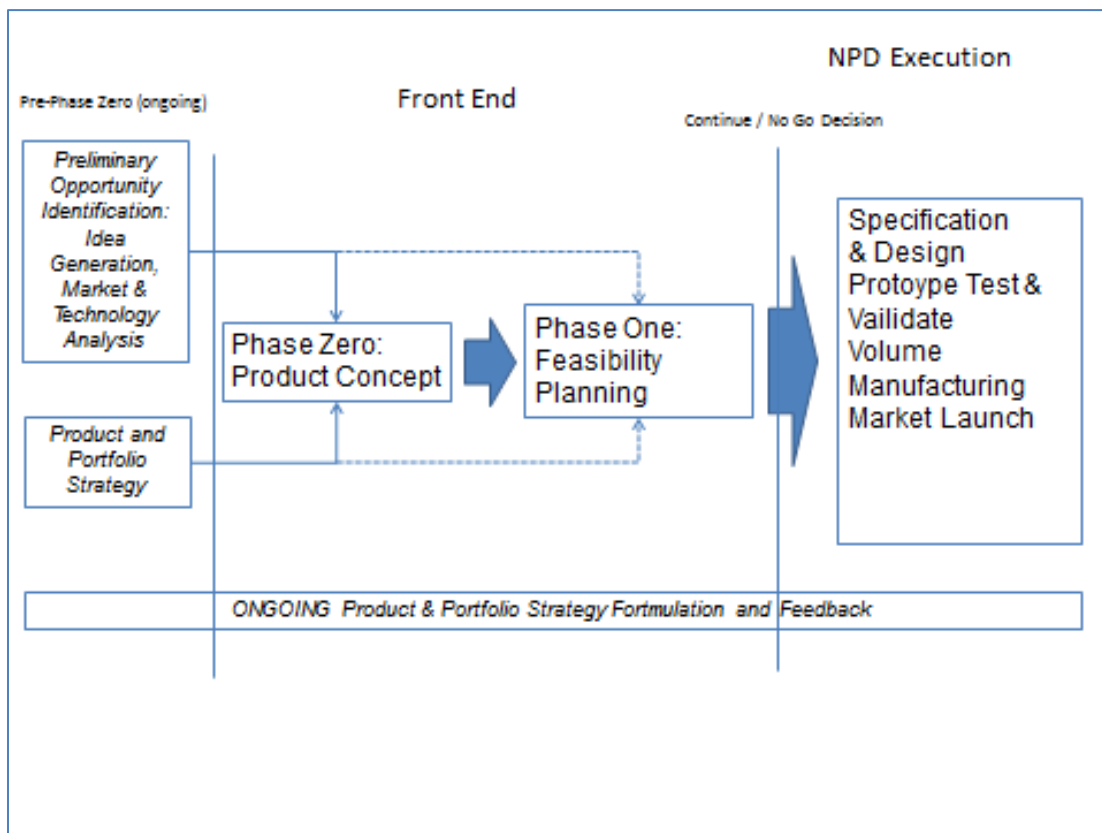 NPD Execution
Front End
Pre-Phase Zero (ongoing)
Continue / No Go Decision
Preliminary
Opportunity
Identification:
Idea
Generation,
Market &
Technology
Analysis
Product and
Portfolio
Strategy
Phase Zero:
Product Concept
Phase One:
Feasibility
Planning
Specification
& Design
Protoype Test &
Vailidate
Volume
Manufacturing
Market Launch
ONGOING Product & Portfolio Strategy Fortmulation and Feedback